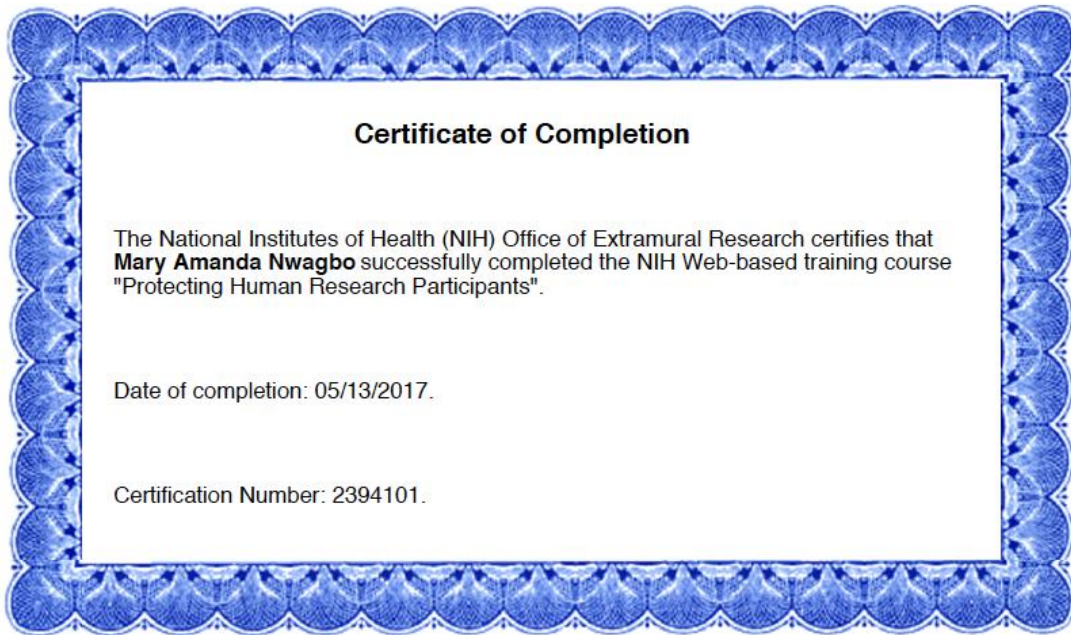 Certificate of Completion
The National Institutes of Health (NIH) Office of Extramural Research certifies that
Mary Amanda Nwagbo successfully completed the NIH Web-based training course
"Protecting Human Research Participants".
Date of completion: 05/13/2017.
Certification Number: 2394101.